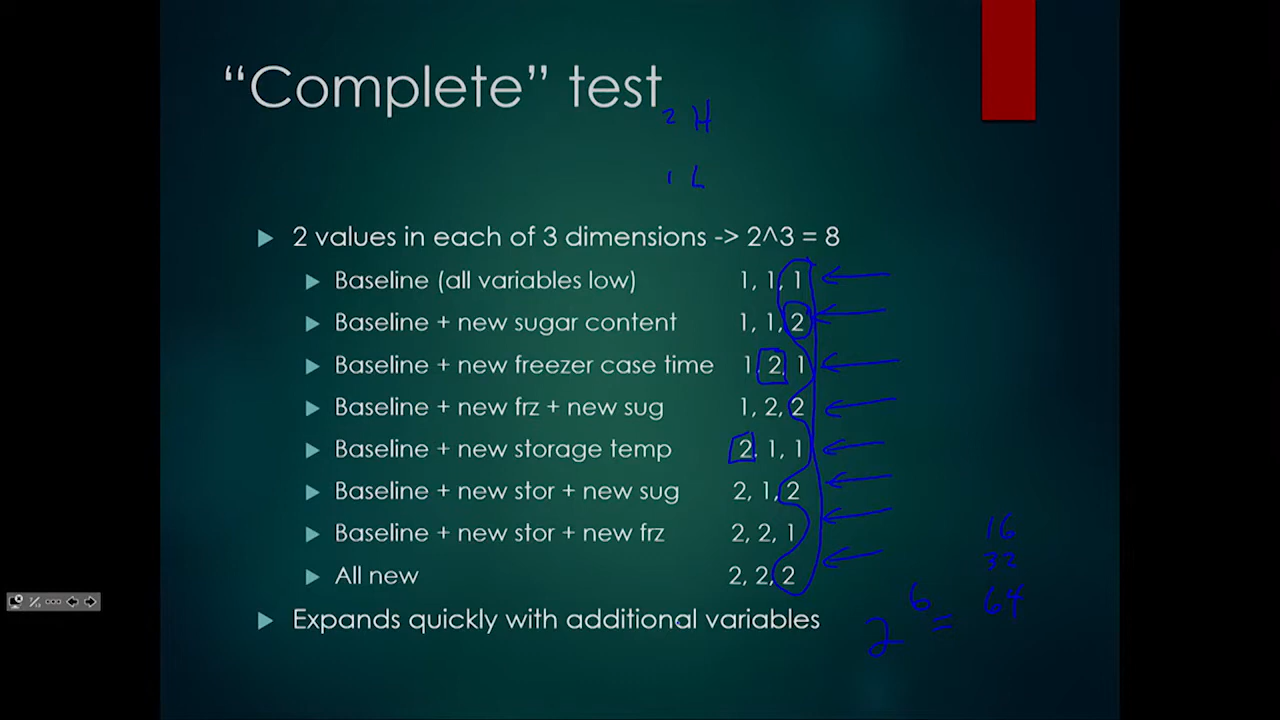 “Complete” test
2 H
1 L
2 values in each of 3 dimensions -> 2^3 = 8
Baseline (all variables low) 1, 1, 1
Baseline + new sugar content 1, 1, 2
Baseline + new freezer case time 1, 2, 1
Baseline + new frz + new sug 1, 2, 2
Baseline + new storage temp 2, 1, 1
Baseline + new stor + new sug 2, 1, 2
Baseline + new stor + new frz 2, 2, 1
All new 2, 2, 2
16
32
2^6 = 64
Expands quickly with additional variables